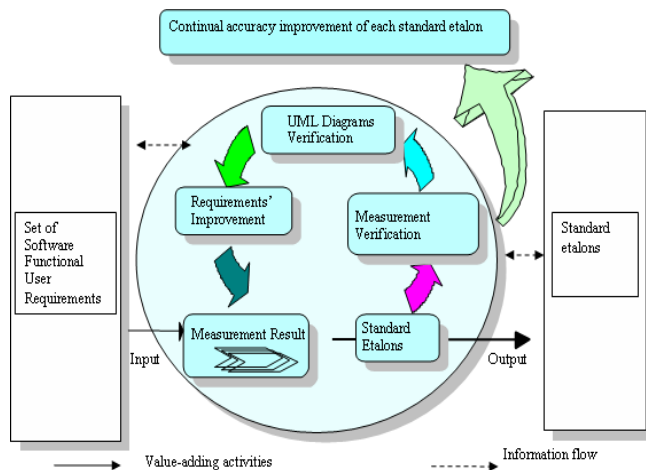 Continual accuracy improvement of each standard etalon
UML Diagrams
Verification
Requirements'
Improvement
Measurement
Verification
Set of
Software
Functional
User
Requirements
Standard
etalons
Measurement Result
Standard
Etalons
Input
Output
Value-adding activities
Information flow